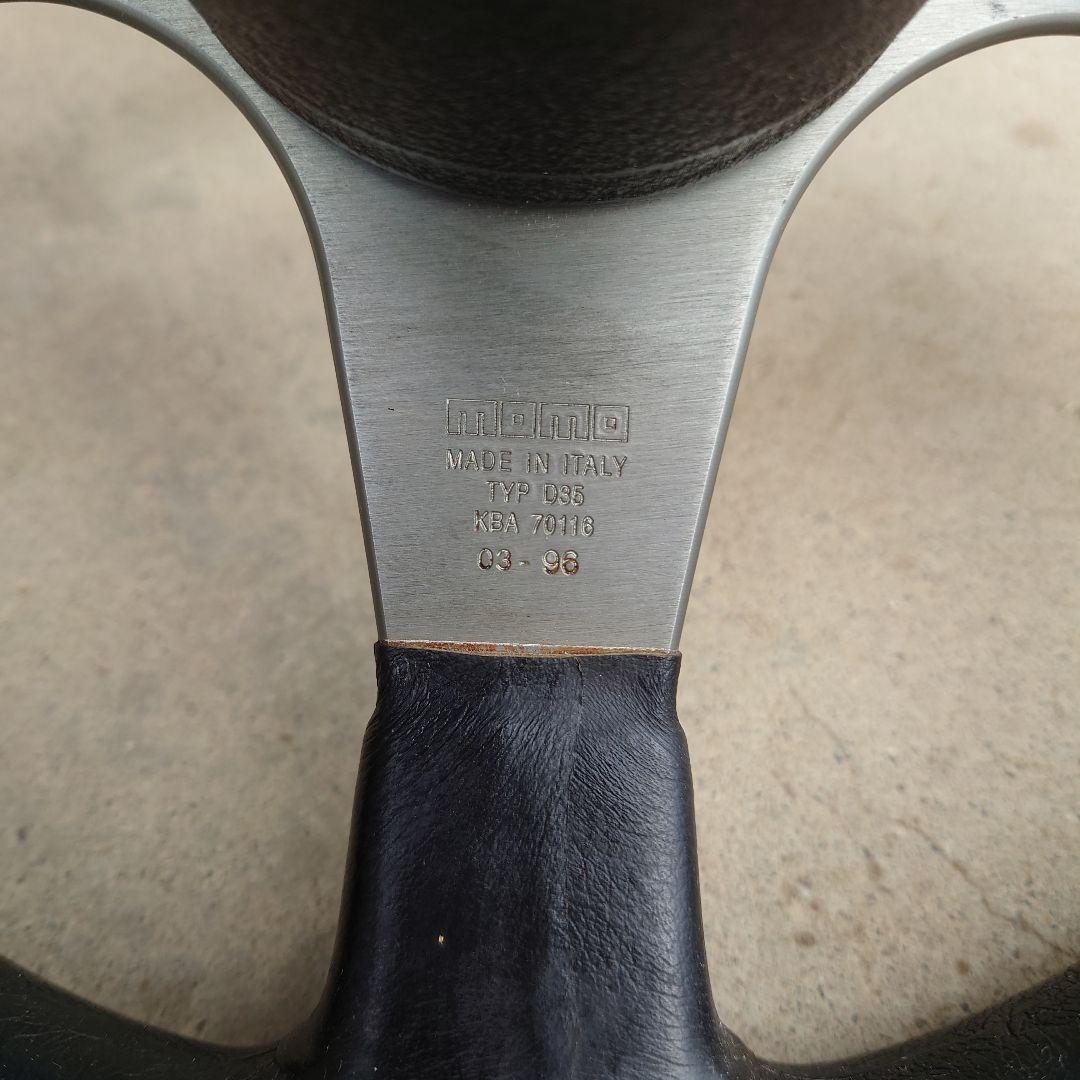 momo
MADE IN ITALY
TYP D35
KBA 70116
03-96